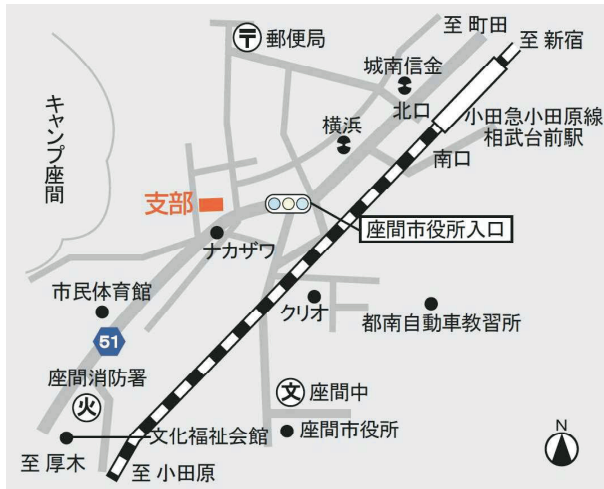 至 町田
至 新宿
〒 郵便局
城南信金
北口
小田急小田原線
相武台前駅
横浜
南口
キャンプ座間
支部
座間市役所入口
ナカザワ
市民体育館
クリオ
都南自動車教習所
51
座間消防署
火
文 座間中
文化福祉会館
座間市役所
N
至 厚木
至 小田原